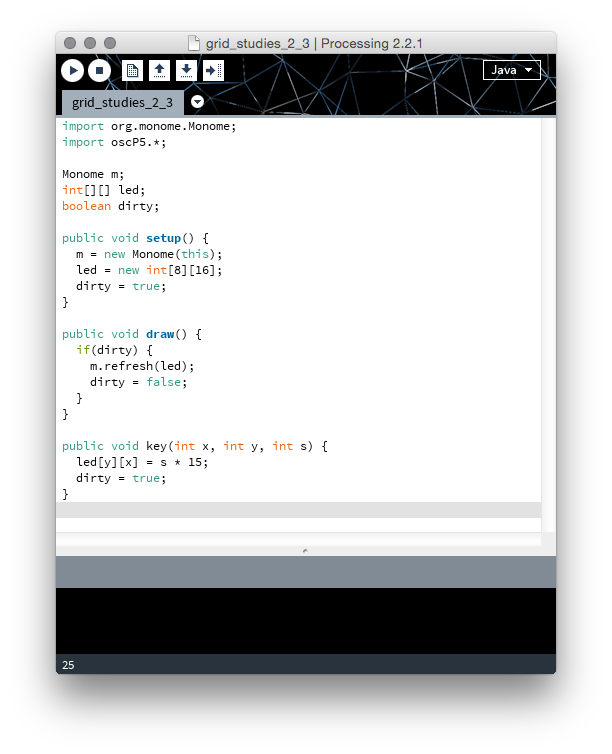 grid_studies_2_3 | Processing 2.2.1
Java
grid_studies_2_3
import org.monome.Monome;
import oscP5.*;
Monome m;
int[][] led;
boolean dirty;
public void setup() {
  m = new Monome(this);
  led = new int[8][16];
  dirty = true;
}
public void draw() {
  if(dirty) {
    m.refresh(led);
    dirty = false;
  }
}
public void key(int x, int y, int s) {
  led[y][x] = s * 15;
  dirty = true;
}
25